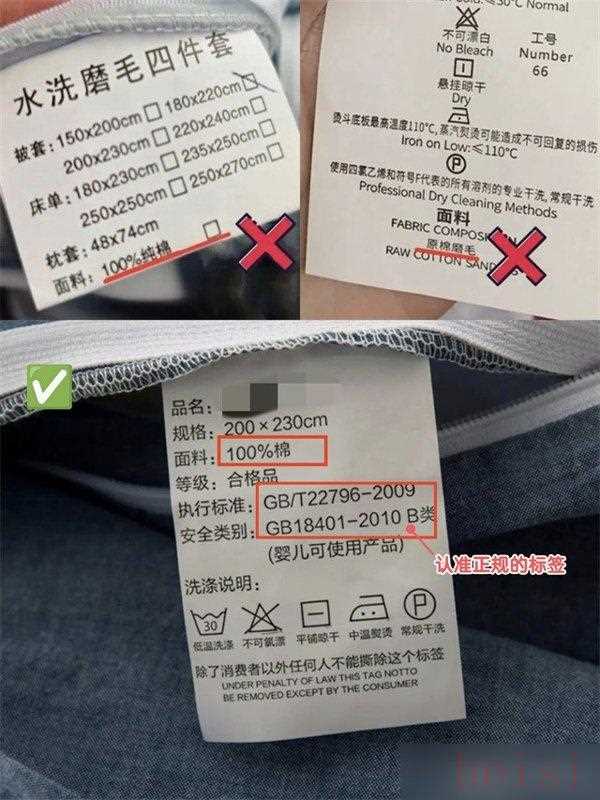 水洗磨毛四件套
被套：150x200cm□ 180x220cm□
200x230cm□ 220x240cm□
床单：180x230cm□ 235x250cm□
250x250cm□ 250x270cm□
枕套：48x74cm □
面料：100%纯棉
Normal
不可漂白
No Bleach
工号
Number
66
悬挂晾干
Dry
熨斗底板最高温度110℃,蒸汽熨烫可能造成不可回复的损伤
Iron on Low:≤110℃
使用四氯乙烯和符号F代表的所有溶剂的专业干洗,常规干洗
Professional Dry Cleaning Methods
面料
FABRIC
原棉磨毛
RAW COTTON
品名：
规格：200×230cm
面料：100%棉
等级：合格品
执行标准：GB/T22796-2009
安全类别：GB18401-2010 B类
(婴儿可使用产品)
认准正规的标签
洗涤说明：
30
P
低温洗涤 不可氯漂 平铺晾干 中温熨烫 常规干洗
除了消费者以外任何人不能撕除这个标签
UNDER PENALTY OF LAW THIS TAG NOTTO
BE REMOVED EXCEPT BY THE CONSUMER